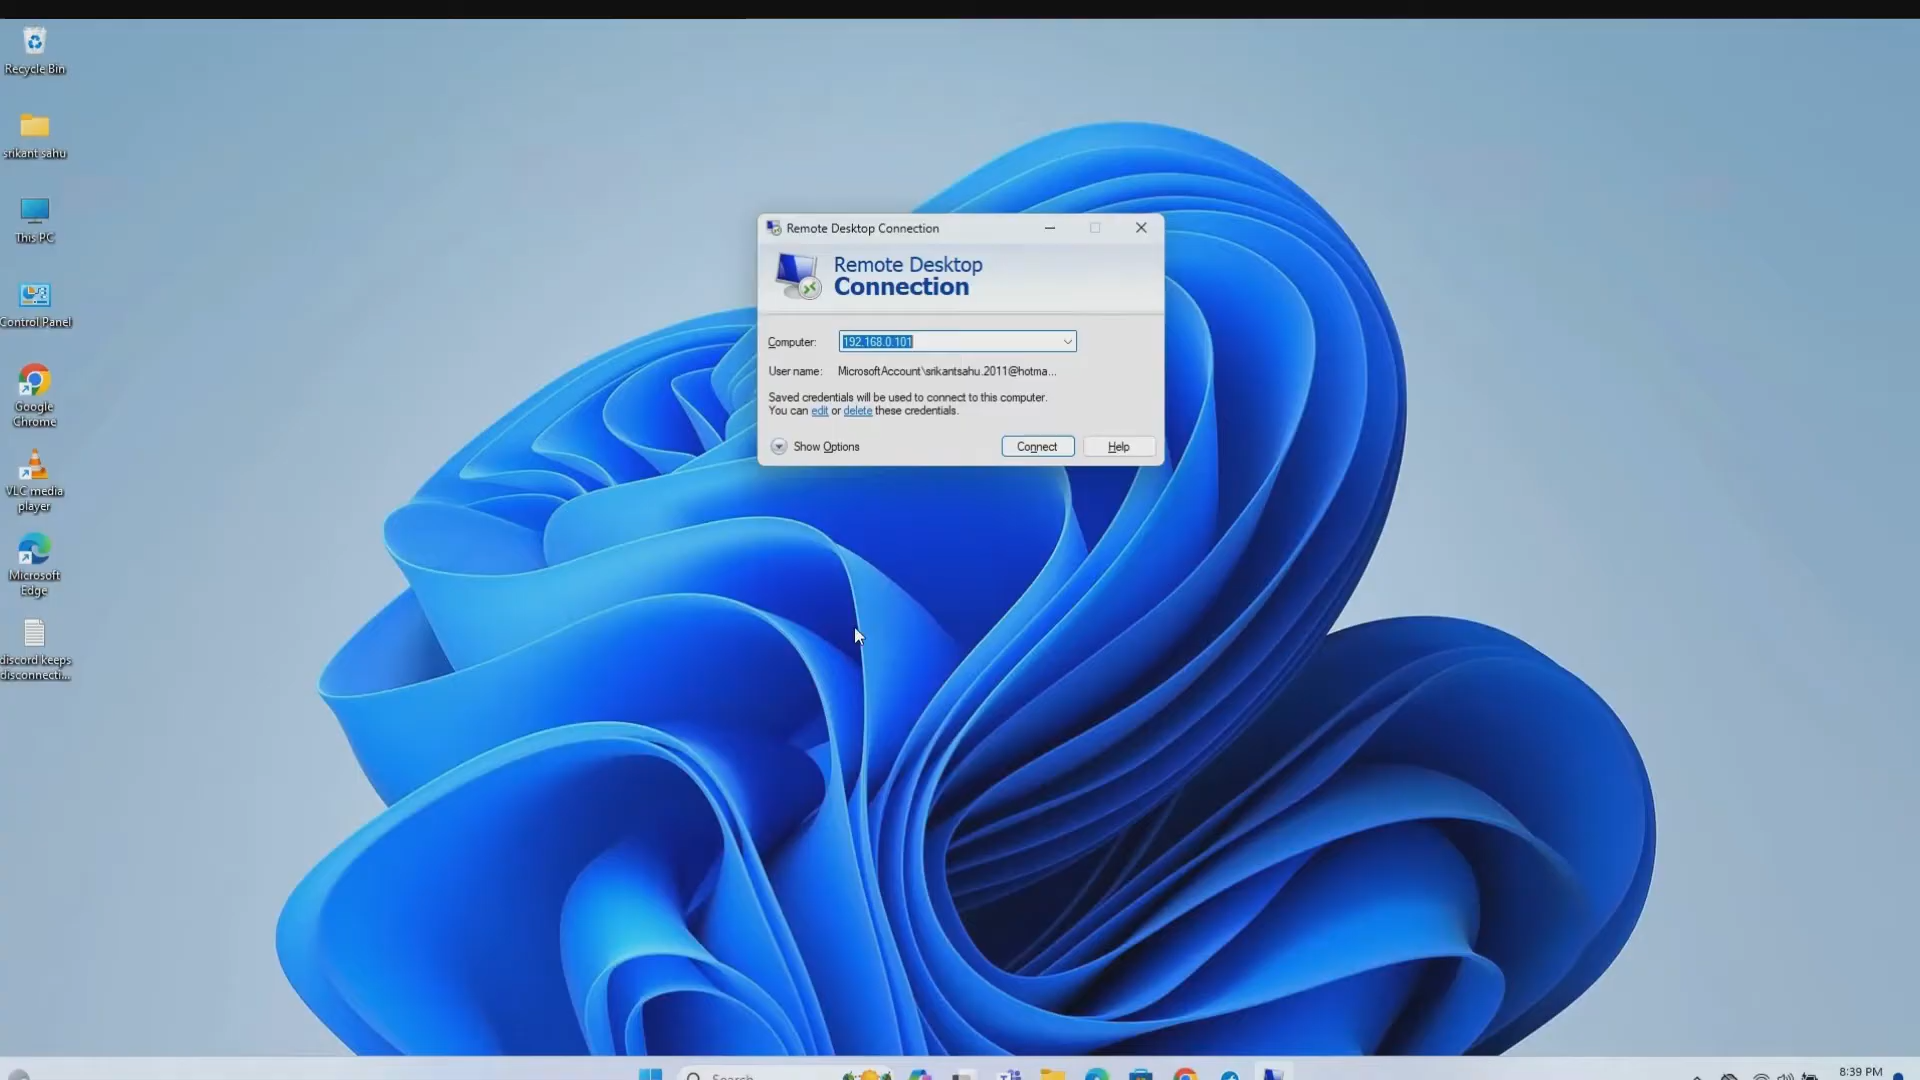 Recycle Bin
srikant sahu
This PC
Control Panel
Google
Chrome
VLC media
player
Microsoft
Edge
discord keeps
disconnecti...
Remote Desktop Connection
Remote Desktop
Connection
Computer: 192.168.0.101
User name: MicrosoftAccount\srikantsahu.2011@hotma...
Saved credentials will be used to connect to this computer.
You can edit or delete these credentials.
Show Options Connect Help
Search
8:39 PM